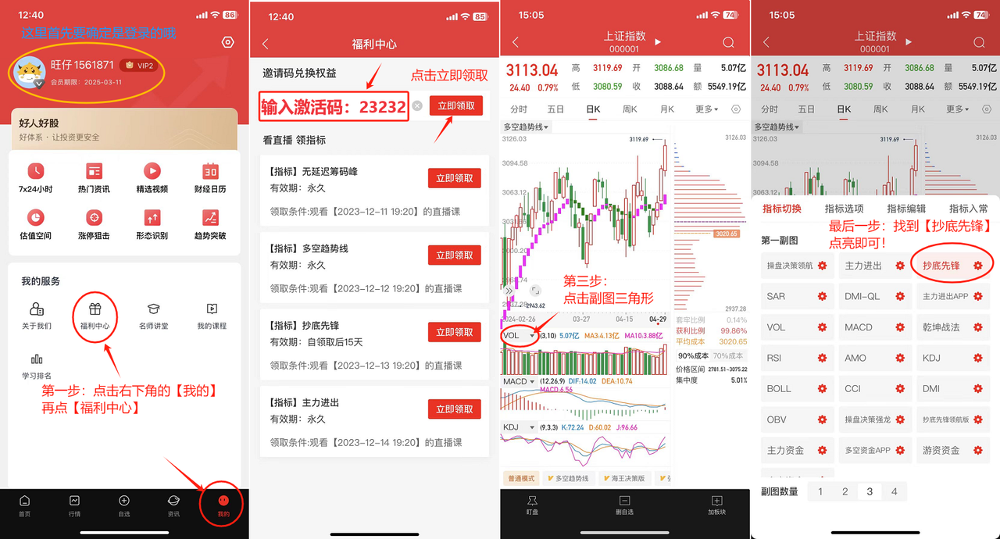 12:40
86
这里首先要确定是登录的哦
旺仔1561871 VIP2
会员期限：2025-03-11
好人好股
好体系 · 让投资更安全
7x24小时 热门资讯 精选视频 财经日历
估值空间 涨停狙击 形态识别 趋势突破
我的服务
关于我们 福利中心 名师讲堂 我的课程
学习排名
第一步：点击右下角的【我的】
再点【福利中心】
首页 行情 自选 资讯 我的
12:40
85
福利中心
邀请码兑换权益
点击立即领取
输入激活码：23232 立即领取
看直播 领指标
【指标】无延迟筹码峰
有效期：永久
立即领取
领取条件:观看【2023-12-11 19:20】的直播课
【指标】多空趋势线
有效期：永久
立即领取
领取条件:观看【2023-12-12 19:20】的直播课
【指标】抄底先锋
有效期：自领取后15天
立即领取
领取条件:观看【2023-12-13 19:20】的直播课
【指标】主力进出
有效期：永久
立即领取
领取条件:观看【2023-12-14 19:20】的直播课
15:05
74
上证指数
000001
3113.04 高 3119.69 开 3086.68 量 5.07亿
24.40 0.79% 低 3080.59 收 3088.64 额 5549.19亿
分时 五日 日K 周K 月K 更多
多空趋势线
3126.03 3119.69 3126.03
3094.58
3063.12
3020.65
3000.20
2937.28 2943.62 2937.28
第三步：
点击副图三角形
2024-02-26 03-27 04-15 04-29
套牢比例 0.14%
获利比例 99.86%
平均成本 3020.65
90%成本 70%成本
价格区间 2781.51~3075.22
集中度 5.01%
VOL (3,10) 5.07亿 MA3:4.13亿 MA10:3.88亿
MACD (12,26,9) DIF:14.02 DEA:10.74
MACD:6.56
KDJ (9,3,3) K:72.24 D:60.02 J:96.66
普通模式 多空趋势线 海王决策版
盯盘 删自选 加板块
15:05
74
上证指数
000001
3113.04 高 3119.69 开 3086.68 量 5.07亿
24.40 0.79% 低 3080.59 收 3088.64 额 5549.19亿
分时 五日 日K 周K 月K 更多
多空趋势线
3126.03 3119.69 3126.03
3094.58
3063.12
指标切换 指标选项 指标编辑 指标入常
最后一步：找到【抄底先锋】
点亮即可！
第一副图
操盘决策领航 主力进出 抄底先锋
SAR DMI-QL 主力进出APP
VOL MACD 乾坤战法
RSI AMO KDJ
BOLL CCI DMI
OBV 操盘决策强龙 抄底先锋领航版
主力资金 多空资金APP 游资资金
副图数量 1 2 3 4